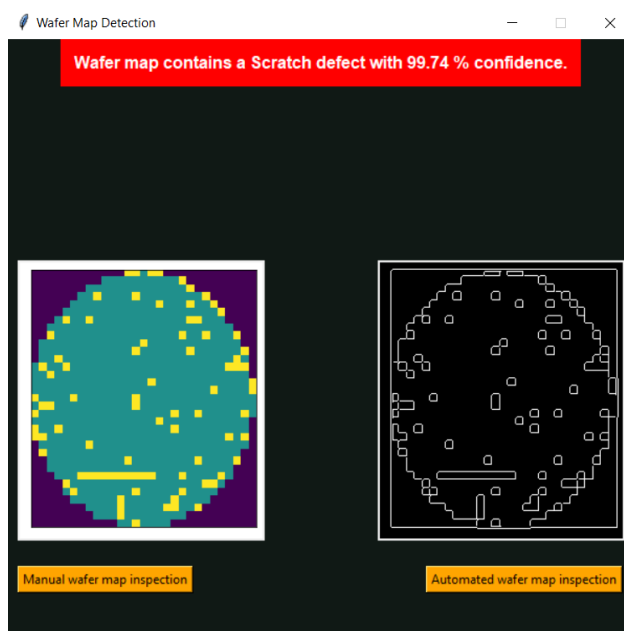 Wafer Map Detection
Wafer map contains a Scratch defect with 99.74 % confidence.
Manual wafer map inspection
Automated wafer map inspection